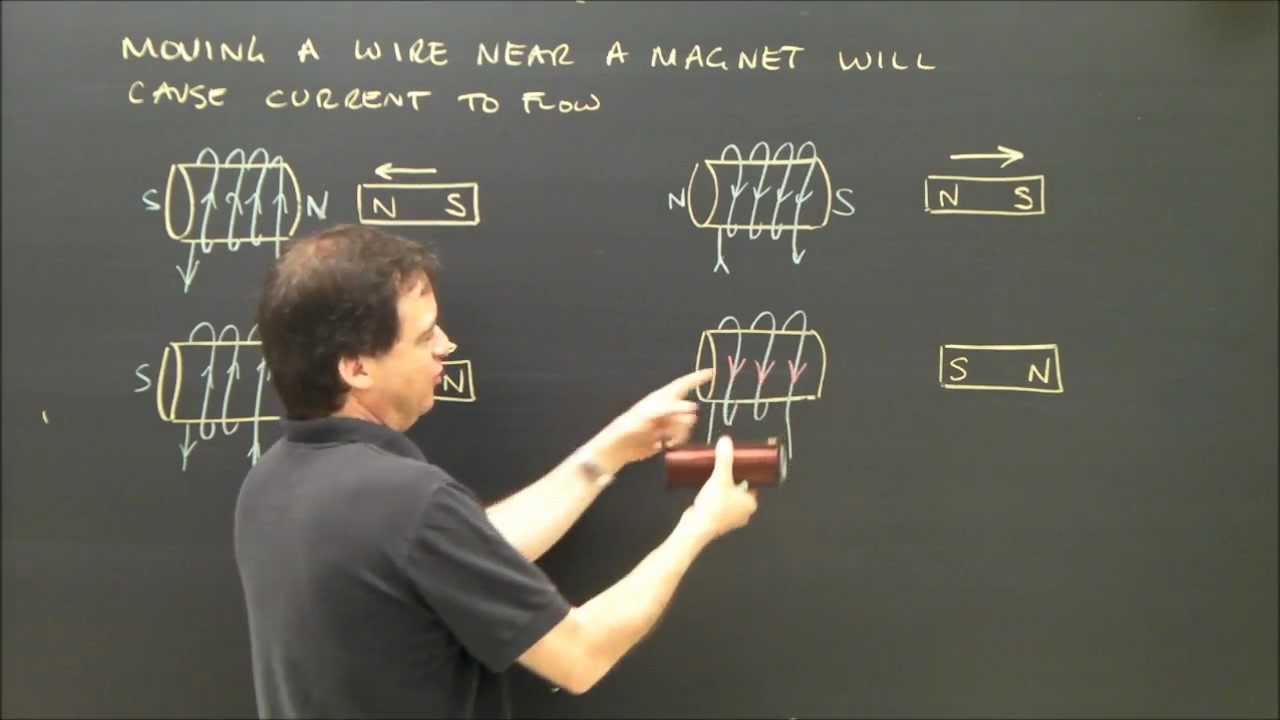 MOVING A WIRE NEAR A MAGNET WILL
CAUSE CURRENT TO FLOW
S N N S
N S N S
S N
S N